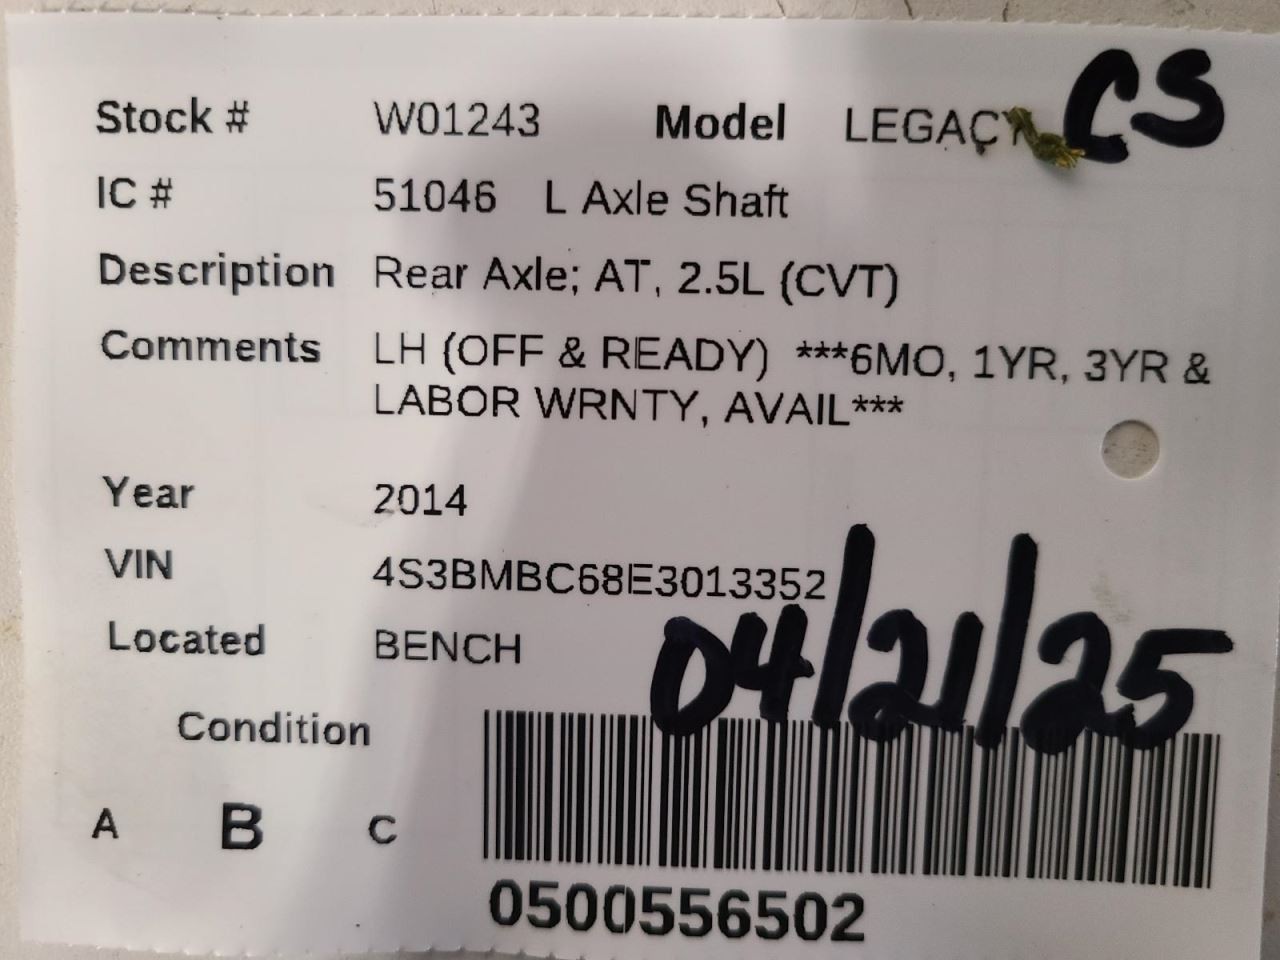 Stock # W01243 Model LEGACY CS
IC # 51046 L Axle Shaft
Description Rear Axle; AT, 2.5L (CVT)
Comments LH (OFF & READY) ***6MO, 1YR, 3YR &
LABOR WRNTY, AVAIL***
Year 2014
VIN 4S3BMBC68E3013352
Located BENCH
04/21/25
Condition
A B C
0500556502